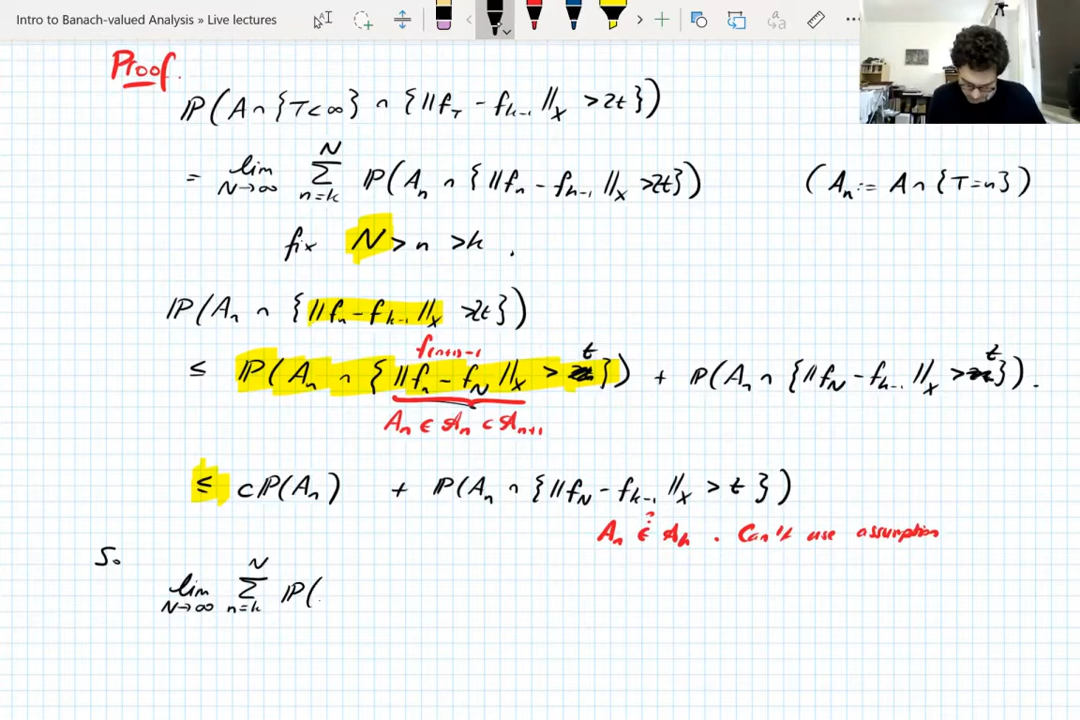 Intro to Banach-valued Analysis » Live lectures
Proof.
ℙ(A ∩ {T<∞} ∩ {‖f_T − f_{k−1}‖_X > 2t})
= lim_{N→∞} Σ_{n=k}^{N} ℙ(A_n ∩ {‖f_n − f_{k−1}‖_X > 2t}) (A_n := A ∩ {T=n})
fix N > n > k .
ℙ(A_n ∩ {‖f_n − f_{k−1}‖_X > 2t})
f_{(n+1)−1}
≤ ℙ(A_n ∩ {‖f_n − f_N‖_X > t}) + ℙ(A_n ∩ {‖f_N − f_{k−1}‖_X > t}).
A_n ∈ 𝒜_n ⊂ 𝒜_{n+1}
≤ cℙ(A_n) + ℙ(A_n ∩ {‖f_N − f_{k−1}‖_X > t})
A_n ∈? 𝒜_k . Can't use assumption
So
lim_{N→∞} Σ_{n=k}^{N} ℙ(